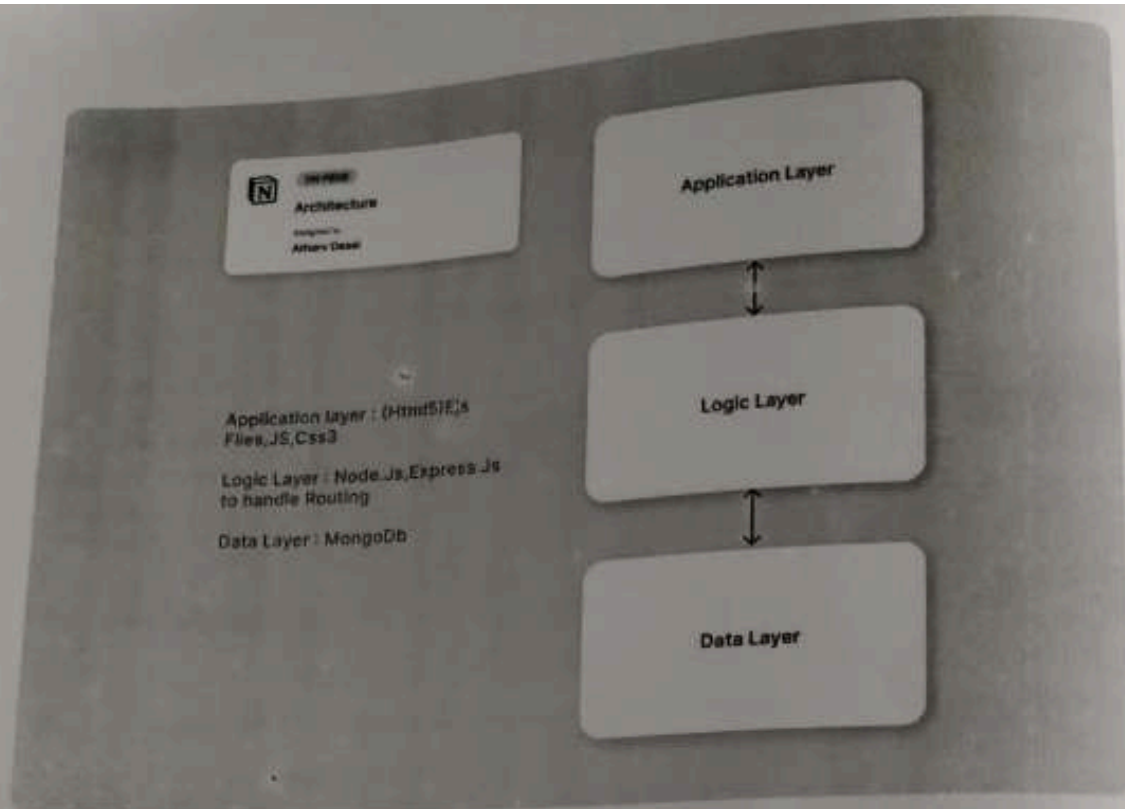 N
Architecture
Application Layer
Application layer : (Html5)Ejs
Files,JS,Css3
Logic Layer : Node.Js,Express.Js
to handle Routing
Data Layer : MongoDb
Logic Layer
Data Layer